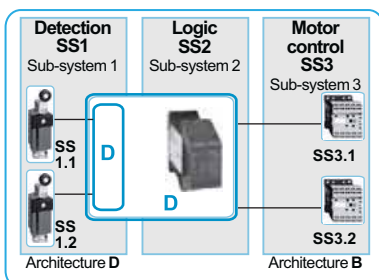 Detection
SS1
Sub-system 1
Logic
SS2
Sub-system 2
Motor
control
SS3
Sub-system 3
SS
1.1
D
SS3.1
D
SS
1.2
SS3.2
Architecture D
Architecture B